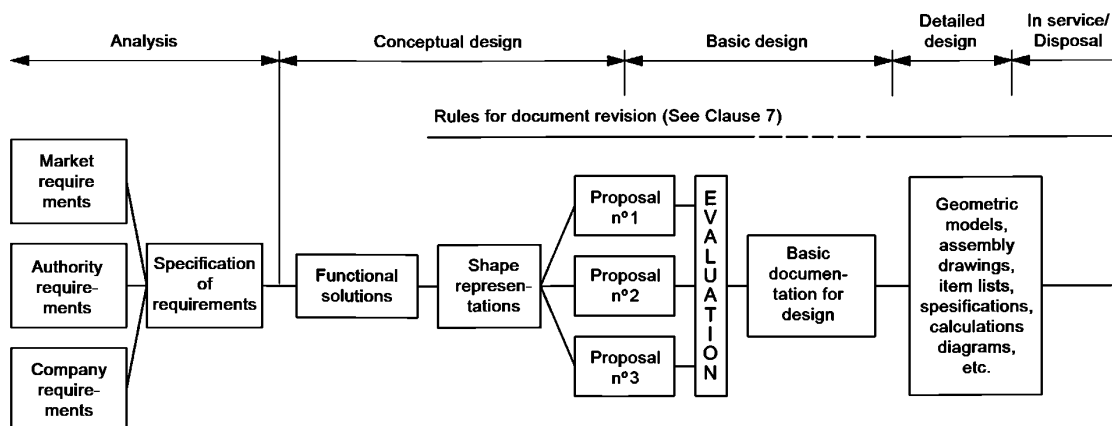 Analysis
Conceptual design
Basic design
Detailed
design
In service/
Disposal
Rules for document revision (See Clause 7)
Market
require
ments
Authority
require-
ments
Company
require-
ments
Specification
of
requirements
Functional
solutions
Shape
represen-
tations
Proposal
nº1
Proposal
nº2
Proposal
nº3
EVALUATION
Basic
documen-
tation for
design
Geometric
models,
assembly
drawings,
item lists,
spesifications,
calculations
diagrams,
etc.